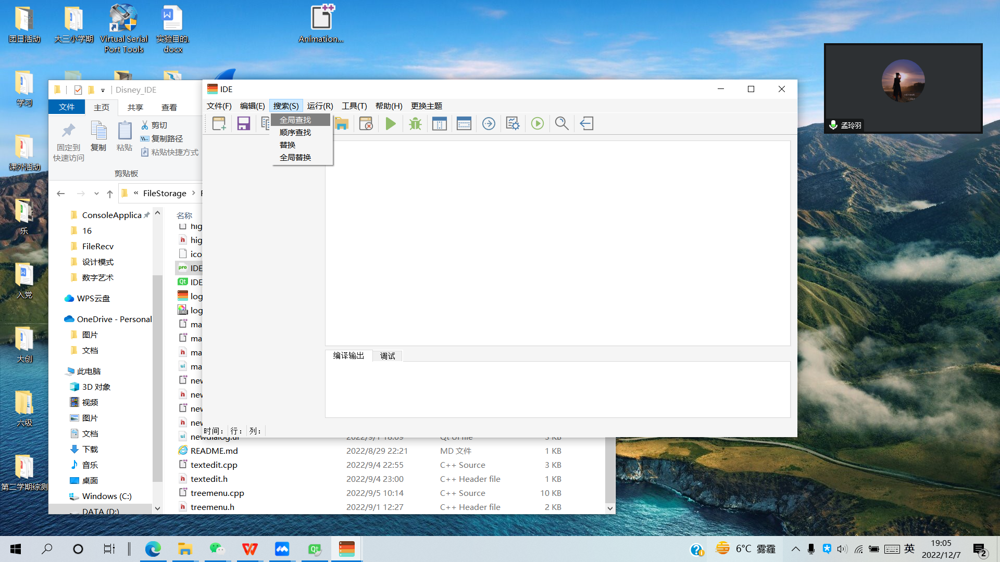 团日活动
大三小学期
Virtual Serial
Port Tools
实验目的.
docx
Animation...
学习
课外活动
乐
入党
大创
六级
第二学期综测
Disney_IDE
文件
主页
共享
查看
固定到
快速访问
复制
粘贴
剪切
复制路径
粘贴快捷方式
剪贴板
« FileStorage
ConsoleApplica
16
FileRecv
设计模式
数字艺术
WPS云盘
OneDrive - Personal
图片
文档
此电脑
3D 对象
视频
图片
文档
下载
音乐
桌面
Windows (C:)
DATA (D:)
名称
hig
hig
ico
IDE
IDE
log
log
ma
ma
ma
ma
nev
nev
nev
nev
newdialog.ui 2022/9/1 16:09 Qt UI file 3 KB
README.md 2022/8/29 22:21 MD 文件 1 KB
textedit.cpp 2022/9/4 22:55 C++ Source 3 KB
textedit.h 2022/9/4 23:00 C++ Header file 1 KB
treemenu.cpp 2022/9/5 10:14 C++ Source 10 KB
treemenu.h 2022/9/1 12:27 C++ Header file 2 KB
IDE
文件(F) 编辑(E) 搜索(S) 运行(R) 工具(T) 帮助(H) 更换主题
全局查找
顺序查找
替换
全局替换
编译输出 调试
时间： 行： 列：
孟玲羽
6°C 雾霾
英
19:05
2022/12/7
2